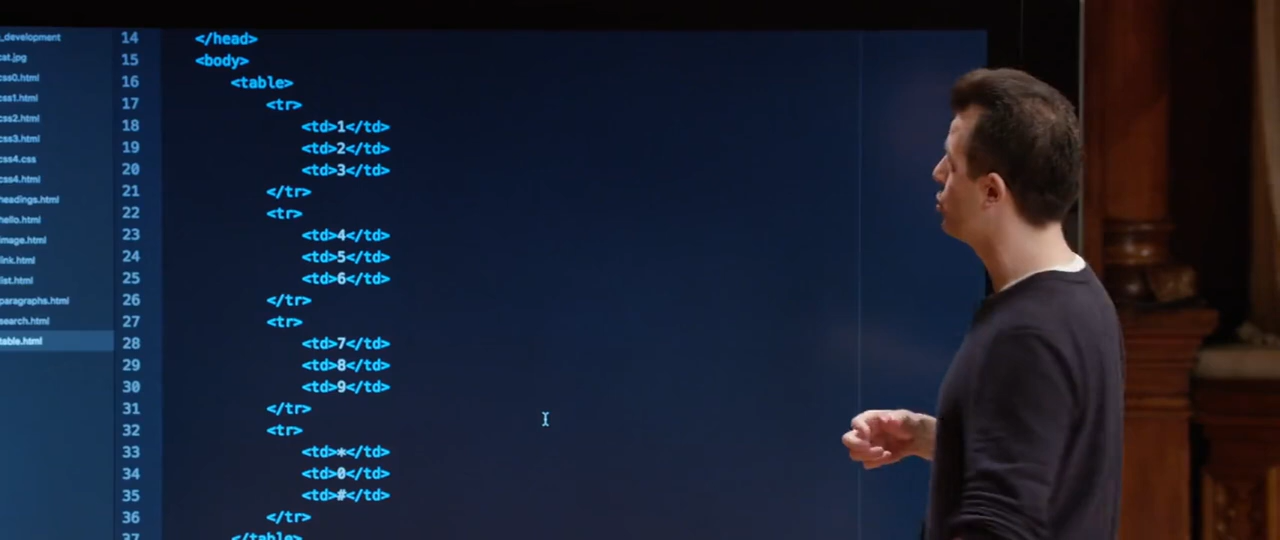 _development
cat.jpg
css0.html
css1.html
css2.html
css3.html
css4.css
css4.html
headings.html
hello.html
image.html
link.html
list.html
paragraphs.html
search.html
table.html
14 </head>
15 <body>
16 <table>
17 <tr>
18 <td>1</td>
19 <td>2</td>
20 <td>3</td>
21 </tr>
22 <tr>
23 <td>4</td>
24 <td>5</td>
25 <td>6</td>
26 </tr>
27 <tr>
28 <td>7</td>
29 <td>8</td>
30 <td>9</td>
31 </tr>
32 <tr>
33 <td>*</td>
34 <td>0</td>
35 <td>#</td>
36 </tr>
37 </table>